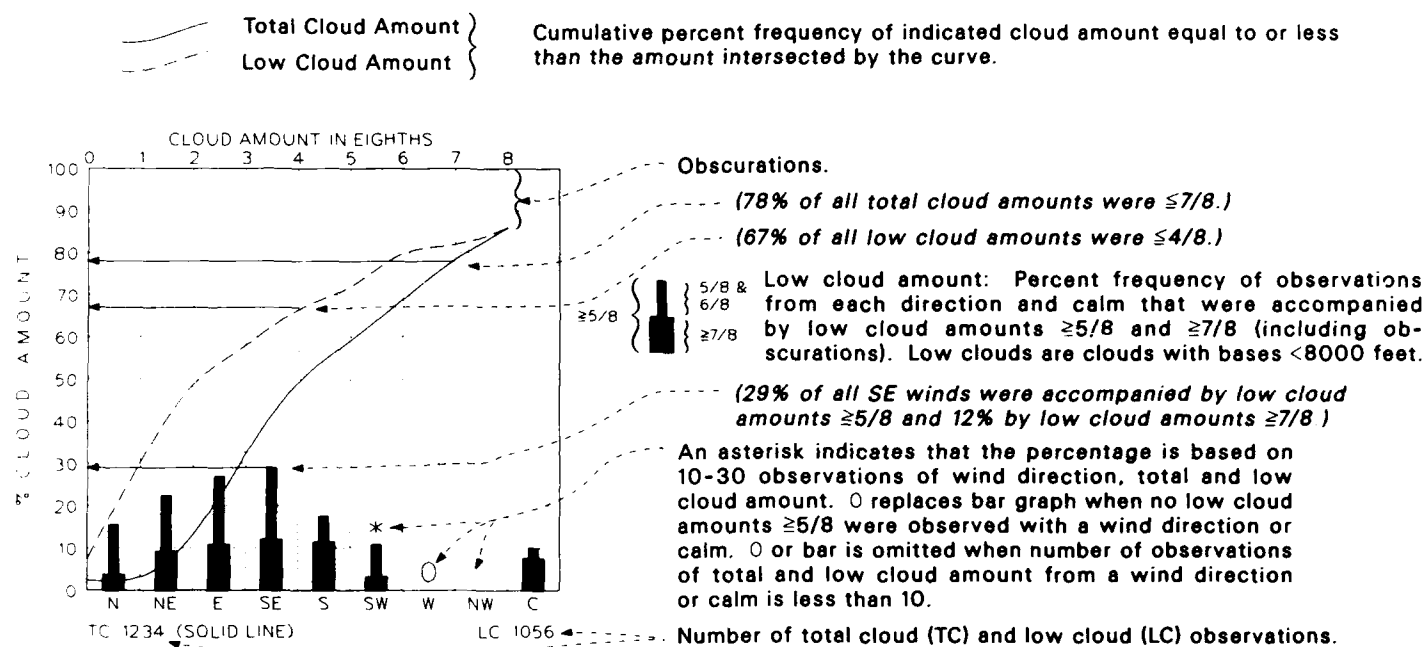 Total Cloud Amount
Low Cloud Amount
Cumulative percent frequency of indicated cloud amount equal to or less
than the amount intersected by the curve.
CLOUD AMOUNT IN EIGHTHS
0 1 2 3 4 5 6 7 8
100
90
80
70
60
50
40
30
20
10
0
% CLOUD AMOUNT
N NE E SE S SW W NW C
*
0
TC 1234 (SOLID LINE) LC 1056
Obscurations.
(78% of all total cloud amounts were ≦7/8.)
(67% of all low cloud amounts were ≦4/8.)
≧5/8
5/8 &
6/8
≧7/8
Low cloud amount: Percent frequency of observations
from each direction and calm that were accompanied
by low cloud amounts ≧5/8 and ≧7/8 (including ob-
scurations). Low clouds are clouds with bases <8000 feet.
(29% of all SE winds were accompanied by low cloud
amounts ≧5/8 and 12% by low cloud amounts ≧7/8 )
An asterisk indicates that the percentage is based on
10-30 observations of wind direction, total and low
cloud amount. 0 replaces bar graph when no low cloud
amounts ≧5/8 were observed with a wind direction or
calm. 0 or bar is omitted when number of observations
of total and low cloud amount from a wind direction
or calm is less than 10.
Number of total cloud (TC) and low cloud (LC) observations.